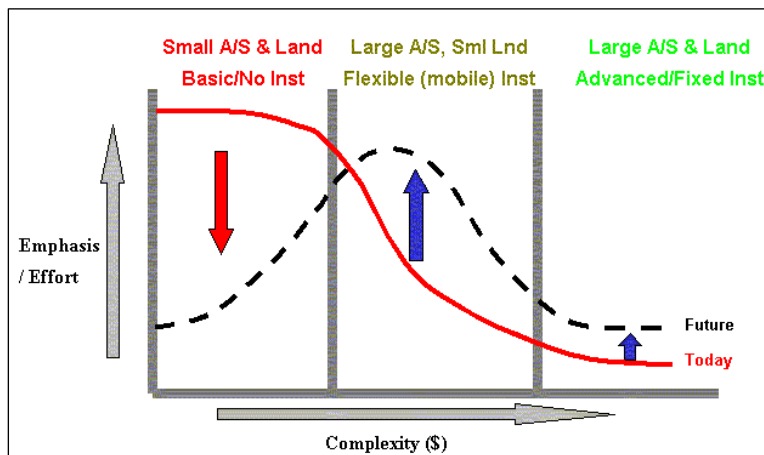 Small A/S & Land
Basic/No Inst
Large A/S, Sml Lnd
Flexible (mobile) Inst
Large A/S & Land
Advanced/Fixed Inst
Emphasis
/ Effort
Future
Today
Complexity ($)